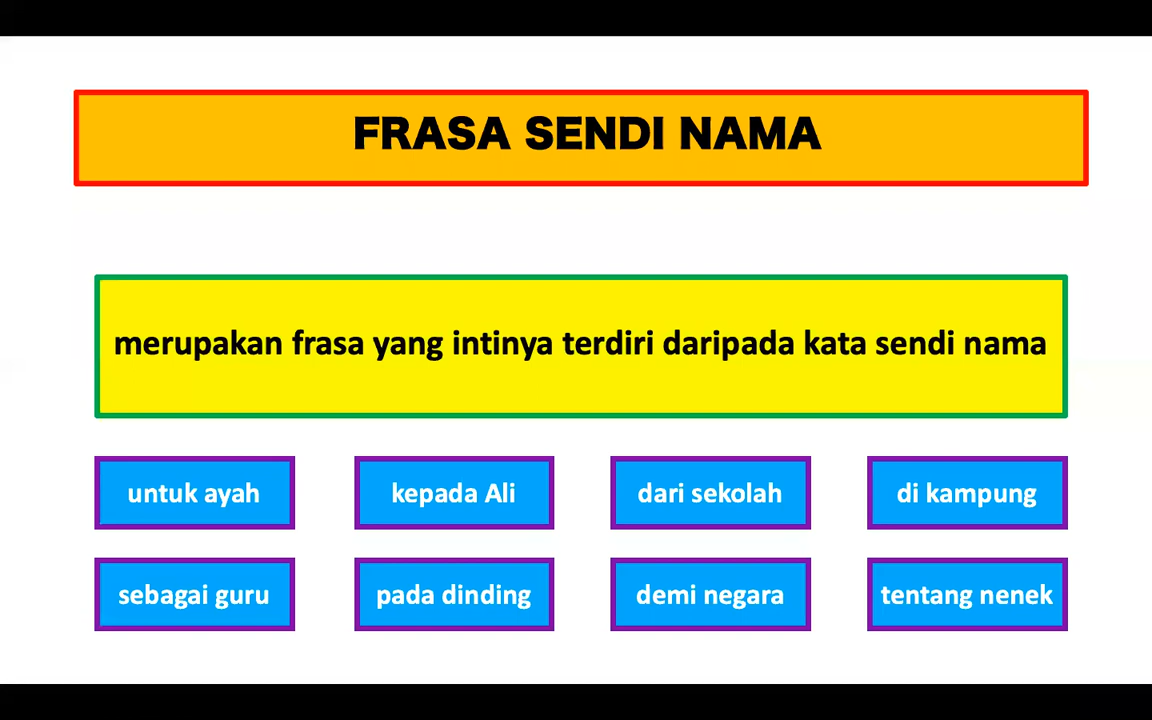 FRASA SENDI NAMA
merupakan frasa yang intinya terdiri daripada kata sendi nama
untuk ayah
kepada Ali
dari sekolah
di kampung
sebagai guru
pada dinding
demi negara
tentang nenek